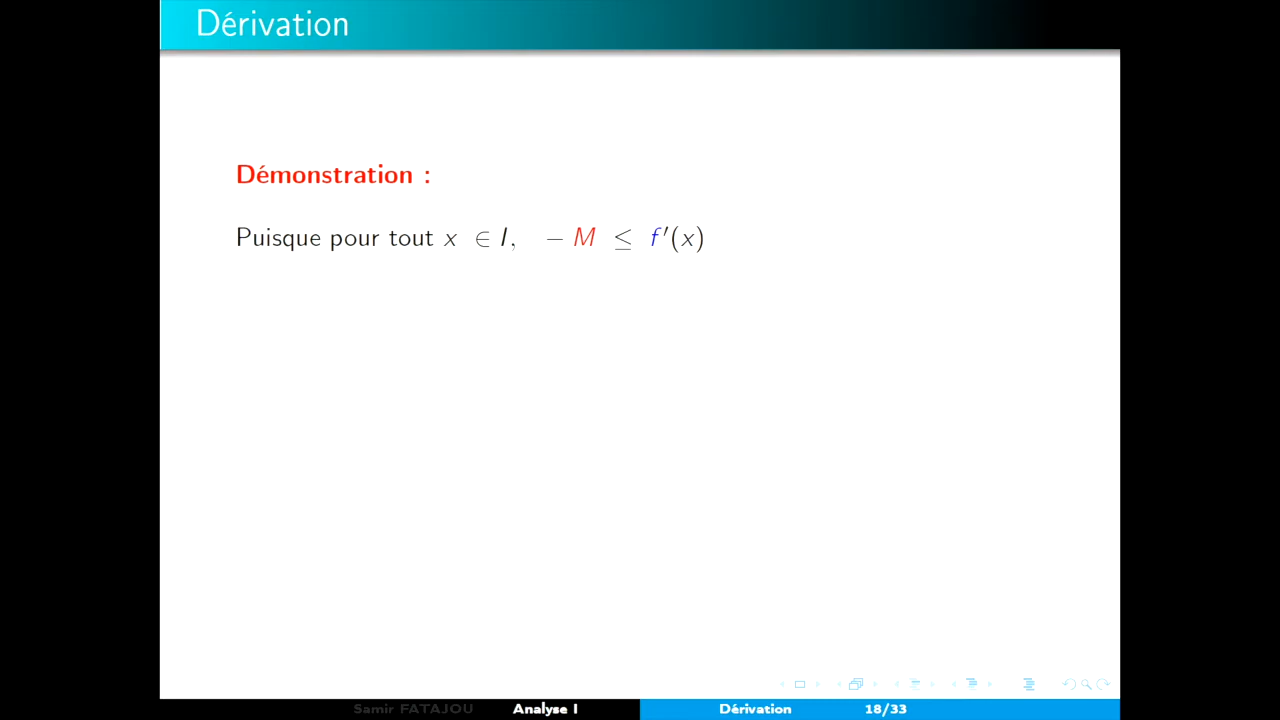 Dérivation
Démonstration :
Puisque pour tout x ∈ I, − M ≤ f′(x)
Samir FATAJOU Analyse I Dérivation 18/33